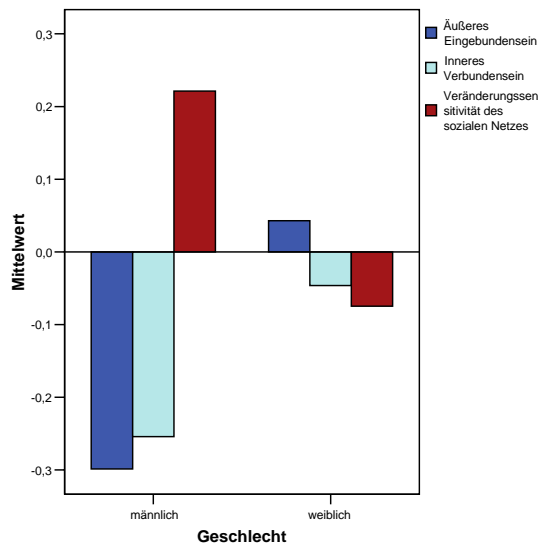 0,3
0,2
0,1
0,0
-0,1
-0,2
-0,3
Mittelwert
männlich
weiblich
Geschlecht
Äußeres
Eingebundensein
Inneres
Verbundensein
Veränderungssen
sitivität des
sozialen Netzes